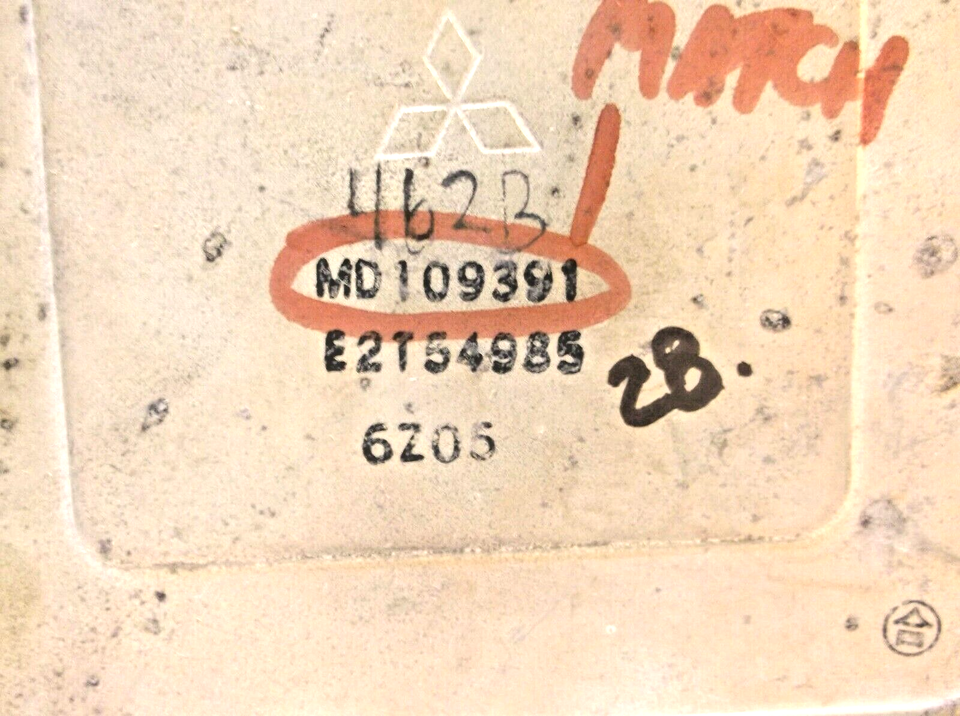 MATCH
462B
MD109391
E2T54985
28.
6Z05
合